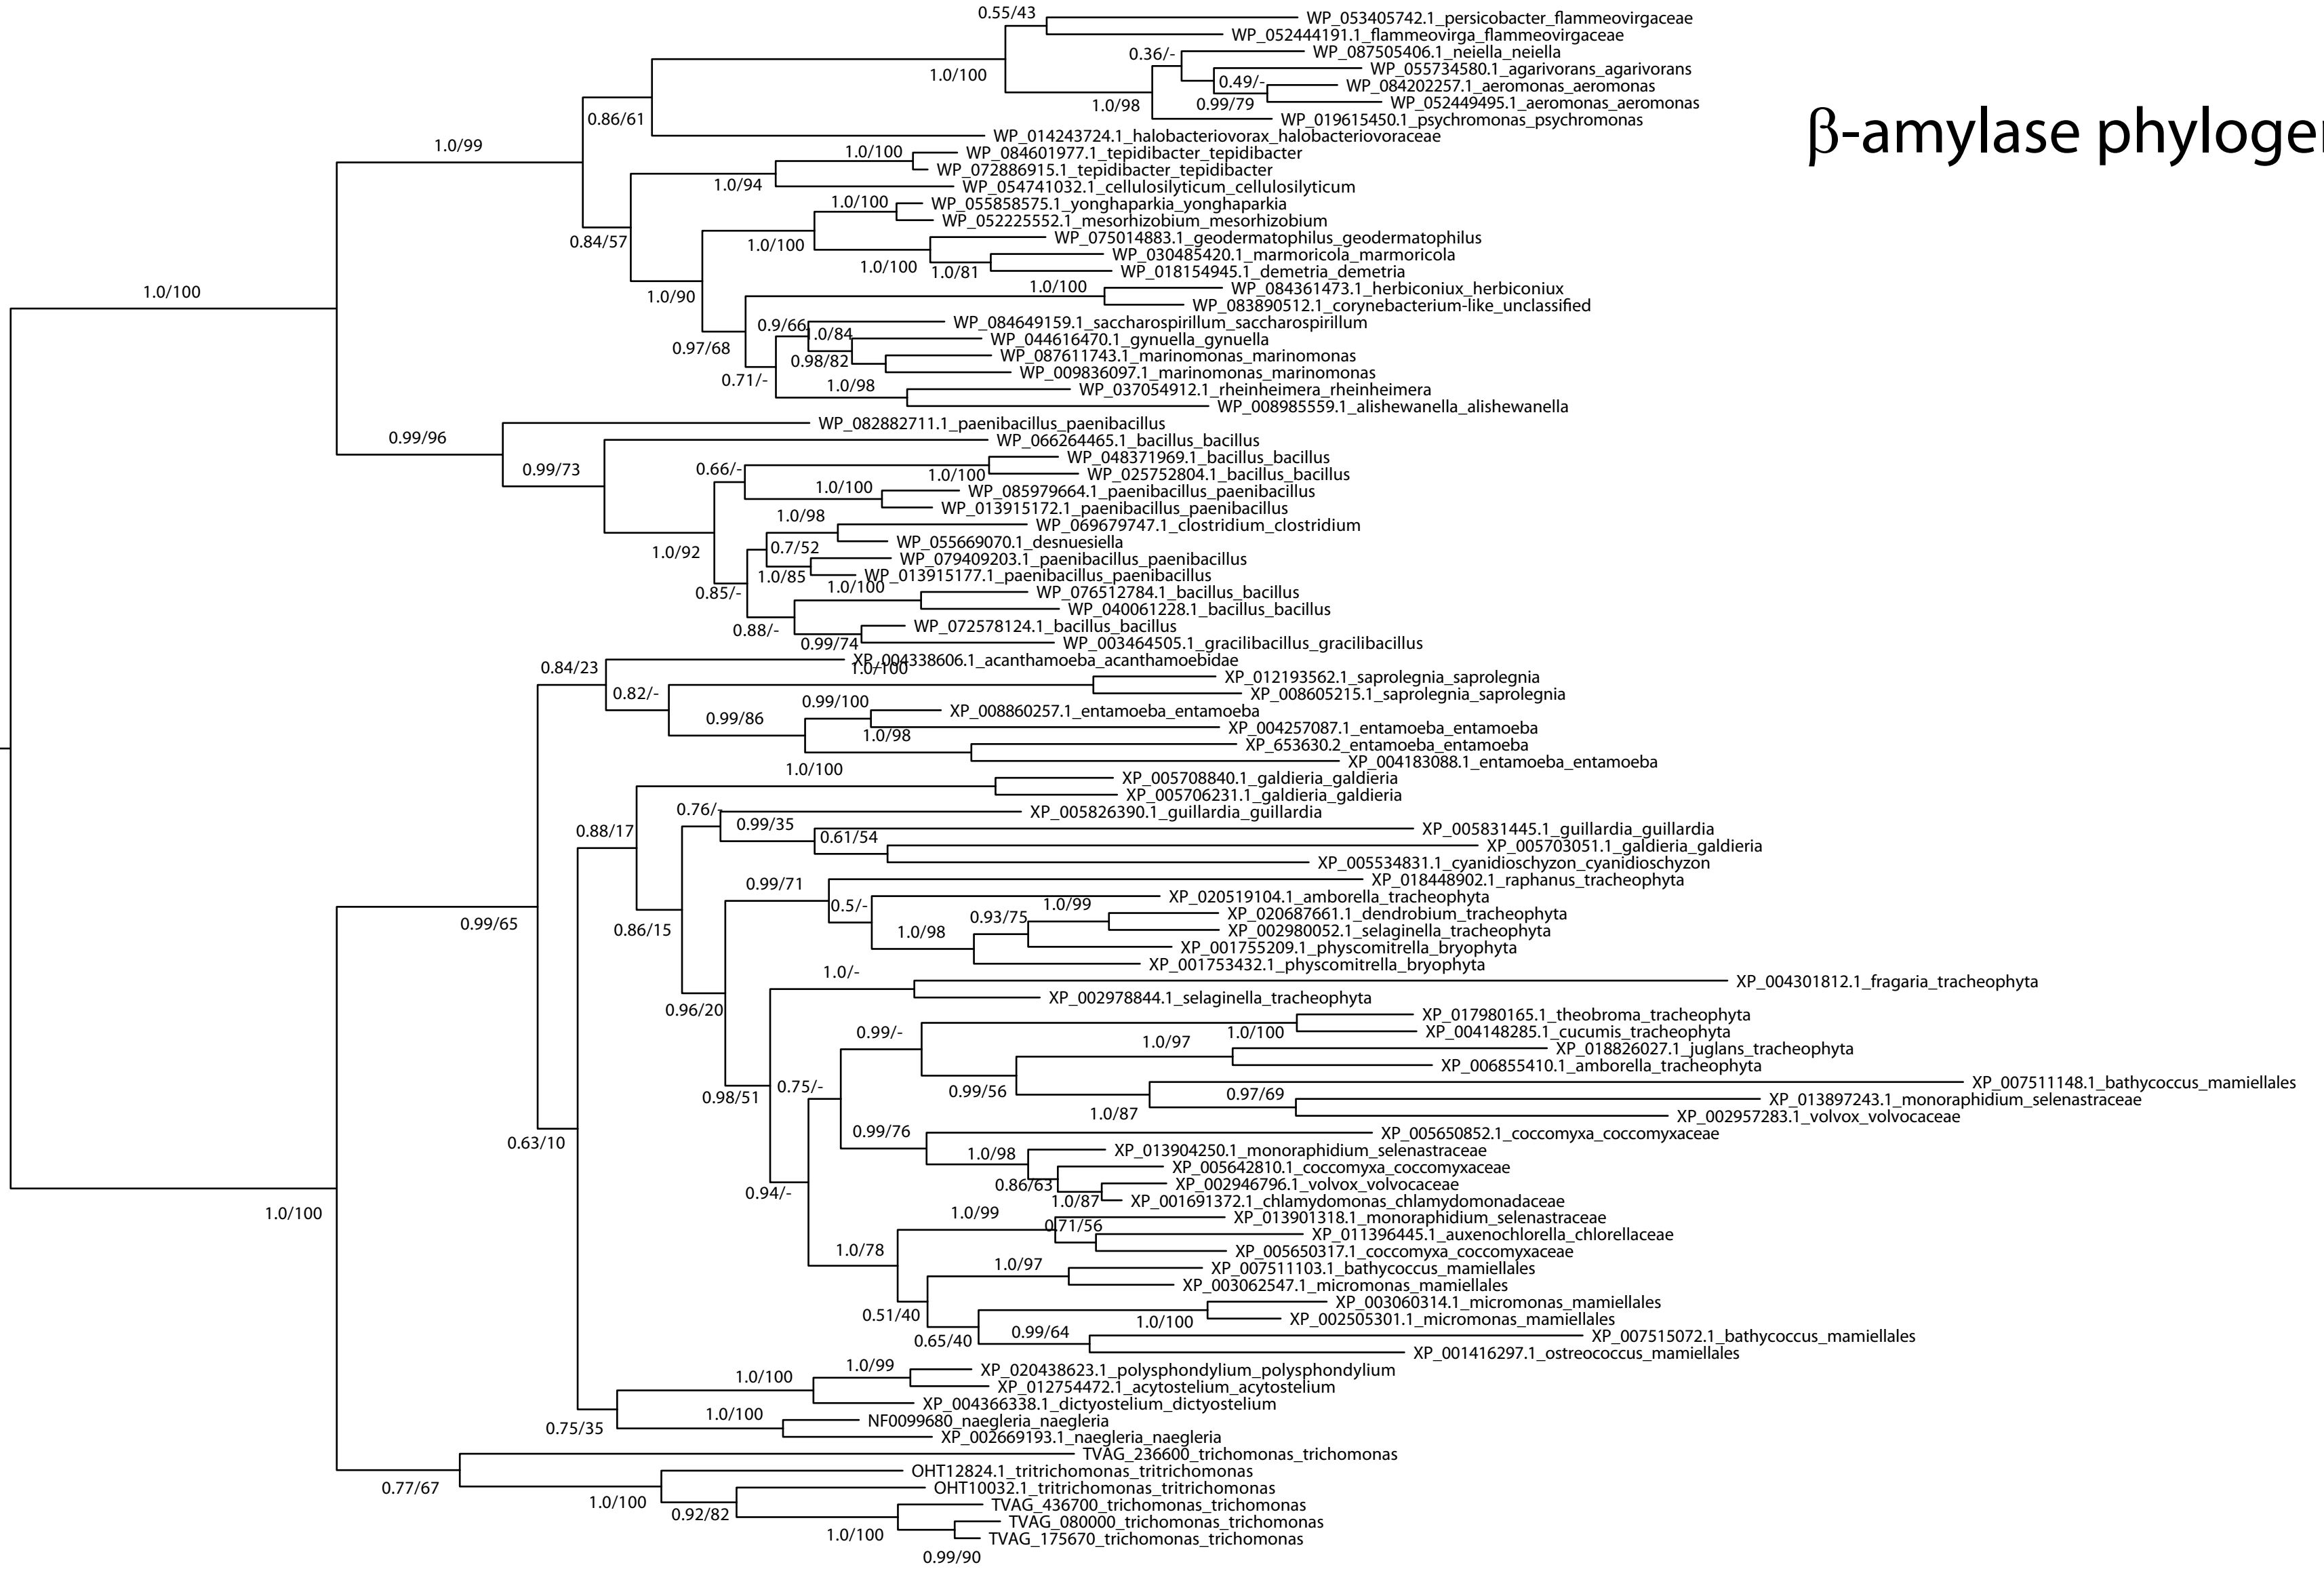 0.55/43
WP_053405742.1_persicobacter_flammeovirgaceae
WP_052444191.1_flammeovirga_flammeovirgaceae
0.36/-
WP_087505406.1_neiella_neiella
1.0/100
WP_055734580.1_agarivorans_agarivorans
0.49/-
WP_084202257.1_aeromonas_aeromonas
1.0/98
0.99/79
WP_052449495.1_aeromonas_aeromonas
0.86/61
WP_019615450.1_psychromonas_psychromonas
β-amylase phyloge
WP_014243724.1_halobacteriovorax_halobacteriovoraceae
1.0/99
1.0/100
WP_084601977.1_tepidibacter_tepidibacter
WP_072886915.1_tepidibacter_tepidibacter
1.0/94
WP_054741032.1_cellulosilyticum_cellulosilyticum
1.0/100
WP_055858575.1_yonghaparkia_yonghaparkia
WP_052225552.1_mesorhizobium_mesorhizobium
0.84/57
1.0/100
WP_075014883.1_geodermatophilus_geodermatophilus
WP_030485420.1_marmoricola_marmoricola
1.0/100
1.0/81
WP_018154945.1_demetria_demetria
1.0/100
1.0/90
1.0/100
WP_084361473.1_herbiconiux_herbiconiux
WP_083890512.1_corynebacterium-like_unclassified
0.9/66
WP_084649159.1_saccharospirillum_saccharospirillum
1.0/84
WP_044616470.1_gynuella_gynuella
0.97/68
0.98/82
WP_087611743.1_marinomonas_marinomonas
WP_009836097.1_marinomonas_marinomonas
0.71/-
1.0/98
WP_037054912.1_rheinheimera_rheinheimera
WP_008985559.1_alishewanella_alishewanella
WP_082882711.1_paenibacillus_paenibacillus
0.99/96
WP_066264465.1_bacillus_bacillus
WP_048371969.1_bacillus_bacillus
0.99/73
0.66/-
1.0/100
WP_025752804.1_bacillus_bacillus
1.0/100
WP_085979664.1_paenibacillus_paenibacillus
WP_013915172.1_paenibacillus_paenibacillus
1.0/98
WP_069679747.1_clostridium_clostridium
WP_055669070.1_desnuesiella
1.0/92
0.7/52
WP_079409203.1_paenibacillus_paenibacillus
1.0/85
WP_013915177.1_paenibacillus_paenibacillus
1.0/100
0.85/-
WP_076512784.1_bacillus_bacillus
WP_040061228.1_bacillus_bacillus
0.88/-
WP_072578124.1_bacillus_bacillus
0.99/74
WP_003464505.1_gracilibacillus_gracilibacillus
0.84/23
XP_004338606.1_acanthamoeba_acanthamoebidae
1.0/100
XP_012193562.1_saprolegnia_saprolegnia
0.82/-
XP_008605215.1_saprolegnia_saprolegnia
0.99/100
XP_008860257.1_entamoeba_entamoeba
0.99/86
XP_004257087.1_entamoeba_entamoeba
1.0/98
XP_653630.2_entamoeba_entamoeba
XP_004183088.1_entamoeba_entamoeba
1.0/100
XP_005708840.1_galdieria_galdieria
XP_005706231.1_galdieria_galdieria
0.76/-
XP_005826390.1_guillardia_guillardia
0.88/17
0.99/35
XP_005831445.1_guillardia_guillardia
0.61/54
XP_005703051.1_galdieria_galdieria
XP_005534831.1_cyanidioschyzon_cyanidioschyzon
0.99/71
XP_018448902.1_raphanus_tracheophyta
XP_020519104.1_amborella_tracheophyta
0.5/-
1.0/99
XP_020687661.1_dendrobium_tracheophyta
0.99/65
0.93/75
XP_002980052.1_selaginella_tracheophyta
0.86/15
1.0/98
XP_001755209.1_physcomitrella_bryophyta
XP_001753432.1_physcomitrella_bryophyta
1.0/-
XP_004301812.1_fragaria_tracheophyta
XP_002978844.1_selaginella_tracheophyta
0.96/20
XP_017980165.1_theobroma_tracheophyta
0.99/-
1.0/100
XP_004148285.1_cucumis_tracheophyta
1.0/97
XP_018826027.1_juglans_tracheophyta
XP_006855410.1_amborella_tracheophyta
0.75/-
XP_007511148.1_bathycoccus_mamiellales
0.98/51
0.99/56
0.97/69
XP_013897243.1_monoraphidium_selenastraceae
1.0/87
XP_002957283.1_volvox_volvocaceae
0.63/10
0.99/76
XP_005650852.1_coccomyxa_coccomyxaceae
1.0/98
XP_013904250.1_monoraphidium_selenastraceae
XP_005642810.1_coccomyxa_coccomyxaceae
0.94/-
0.86/63
XP_002946796.1_volvox_volvocaceae
1.0/87
XP_001691372.1_chlamydomonas_chlamydomonadaceae
1.0/100
1.0/99
XP_013901318.1_monoraphidium_selenastraceae
0.71/56
XP_011396445.1_auxenochlorella_chlorellaceae
1.0/78
XP_005650317.1_coccomyxa_coccomyxaceae
1.0/97
XP_007511103.1_bathycoccus_mamiellales
XP_003062547.1_micromonas_mamiellales
0.51/40
XP_003060314.1_micromonas_mamiellales
1.0/100
XP_002505301.1_micromonas_mamiellales
0.65/40
0.99/64
XP_007515072.1_bathycoccus_mamiellales
XP_001416297.1_ostreococcus_mamiellales
1.0/99
XP_020438623.1_polysphondylium_polysphondylium
1.0/100
XP_012754472.1_acytostelium_acytostelium
XP_004366338.1_dictyostelium_dictyostelium
0.75/35
1.0/100
NF0099680_naegleria_naegleria
XP_002669193.1_naegleria_naegleria
TVAG_236600_trichomonas_trichomonas
0.77/67
OHT12824.1_tritrichomonas_tritrichomonas
1.0/100
OHT10032.1_tritrichomonas_tritrichomonas
0.92/82
TVAG_436700_trichomonas_trichomonas
TVAG_080000_trichomonas_trichomonas
1.0/100
TVAG_175670_trichomonas_trichomonas
0.99/90